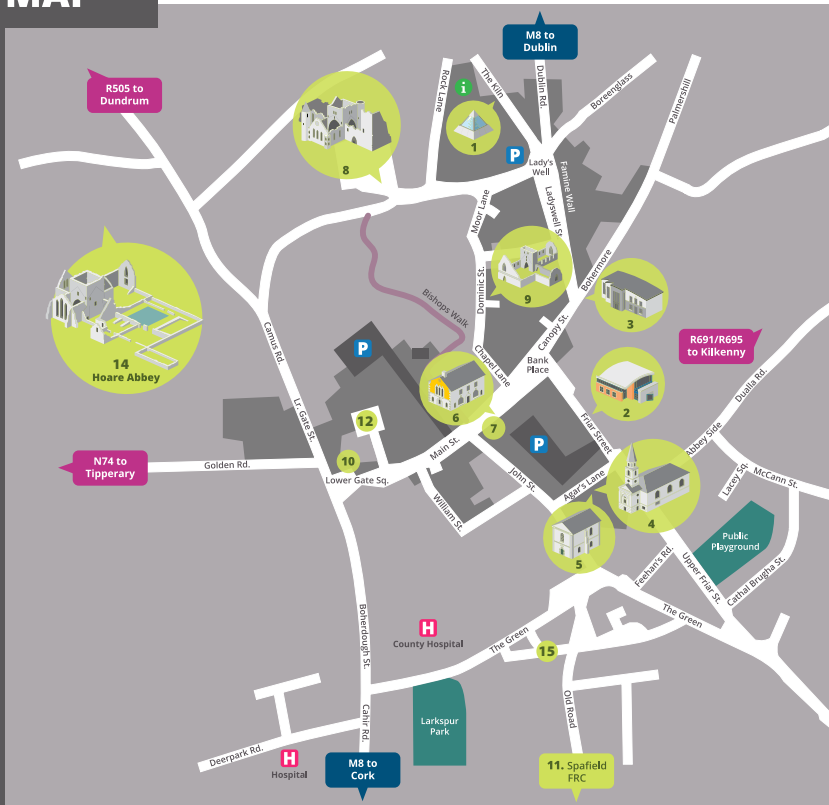 MAP
M8 to
Dublin
R505 to
Dundrum
Rock Lane
The Kiln
Dublin Rd.
Boreenglass
Palmershill
i
1
P
Lady's
Well
8
Famine Wall
Ladyswell St.
Moor Lane
9
Dominic St.
Bohermore
3
Bishops Walk
Canopy St.
14
Hoare Abbey
Camus Rd.
P
Chapel Lane
Bank
Place
R691/R695
to Kilkenny
Dualla Rd.
6
7
2
Friar Street
Lr. Gate St.
12
Main St.
P
Abbey Side
N74 to
Tipperary
Golden Rd.
10
Lower Gate Sq.
John St.
Agar's Lane
Lacey Sq.
McCann St.
William St.
4
5
Public
Playground
Feehan's Rd.
Upper Friar St.
Cathal Brugha St.
The Green
Boherdough St.
H
County Hospital
The Green
15
Old Road
Larkspur
Park
Cahir Rd.
Deerpark Rd.
H
Hospital
M8 to
Cork
11. Spafield
FRC